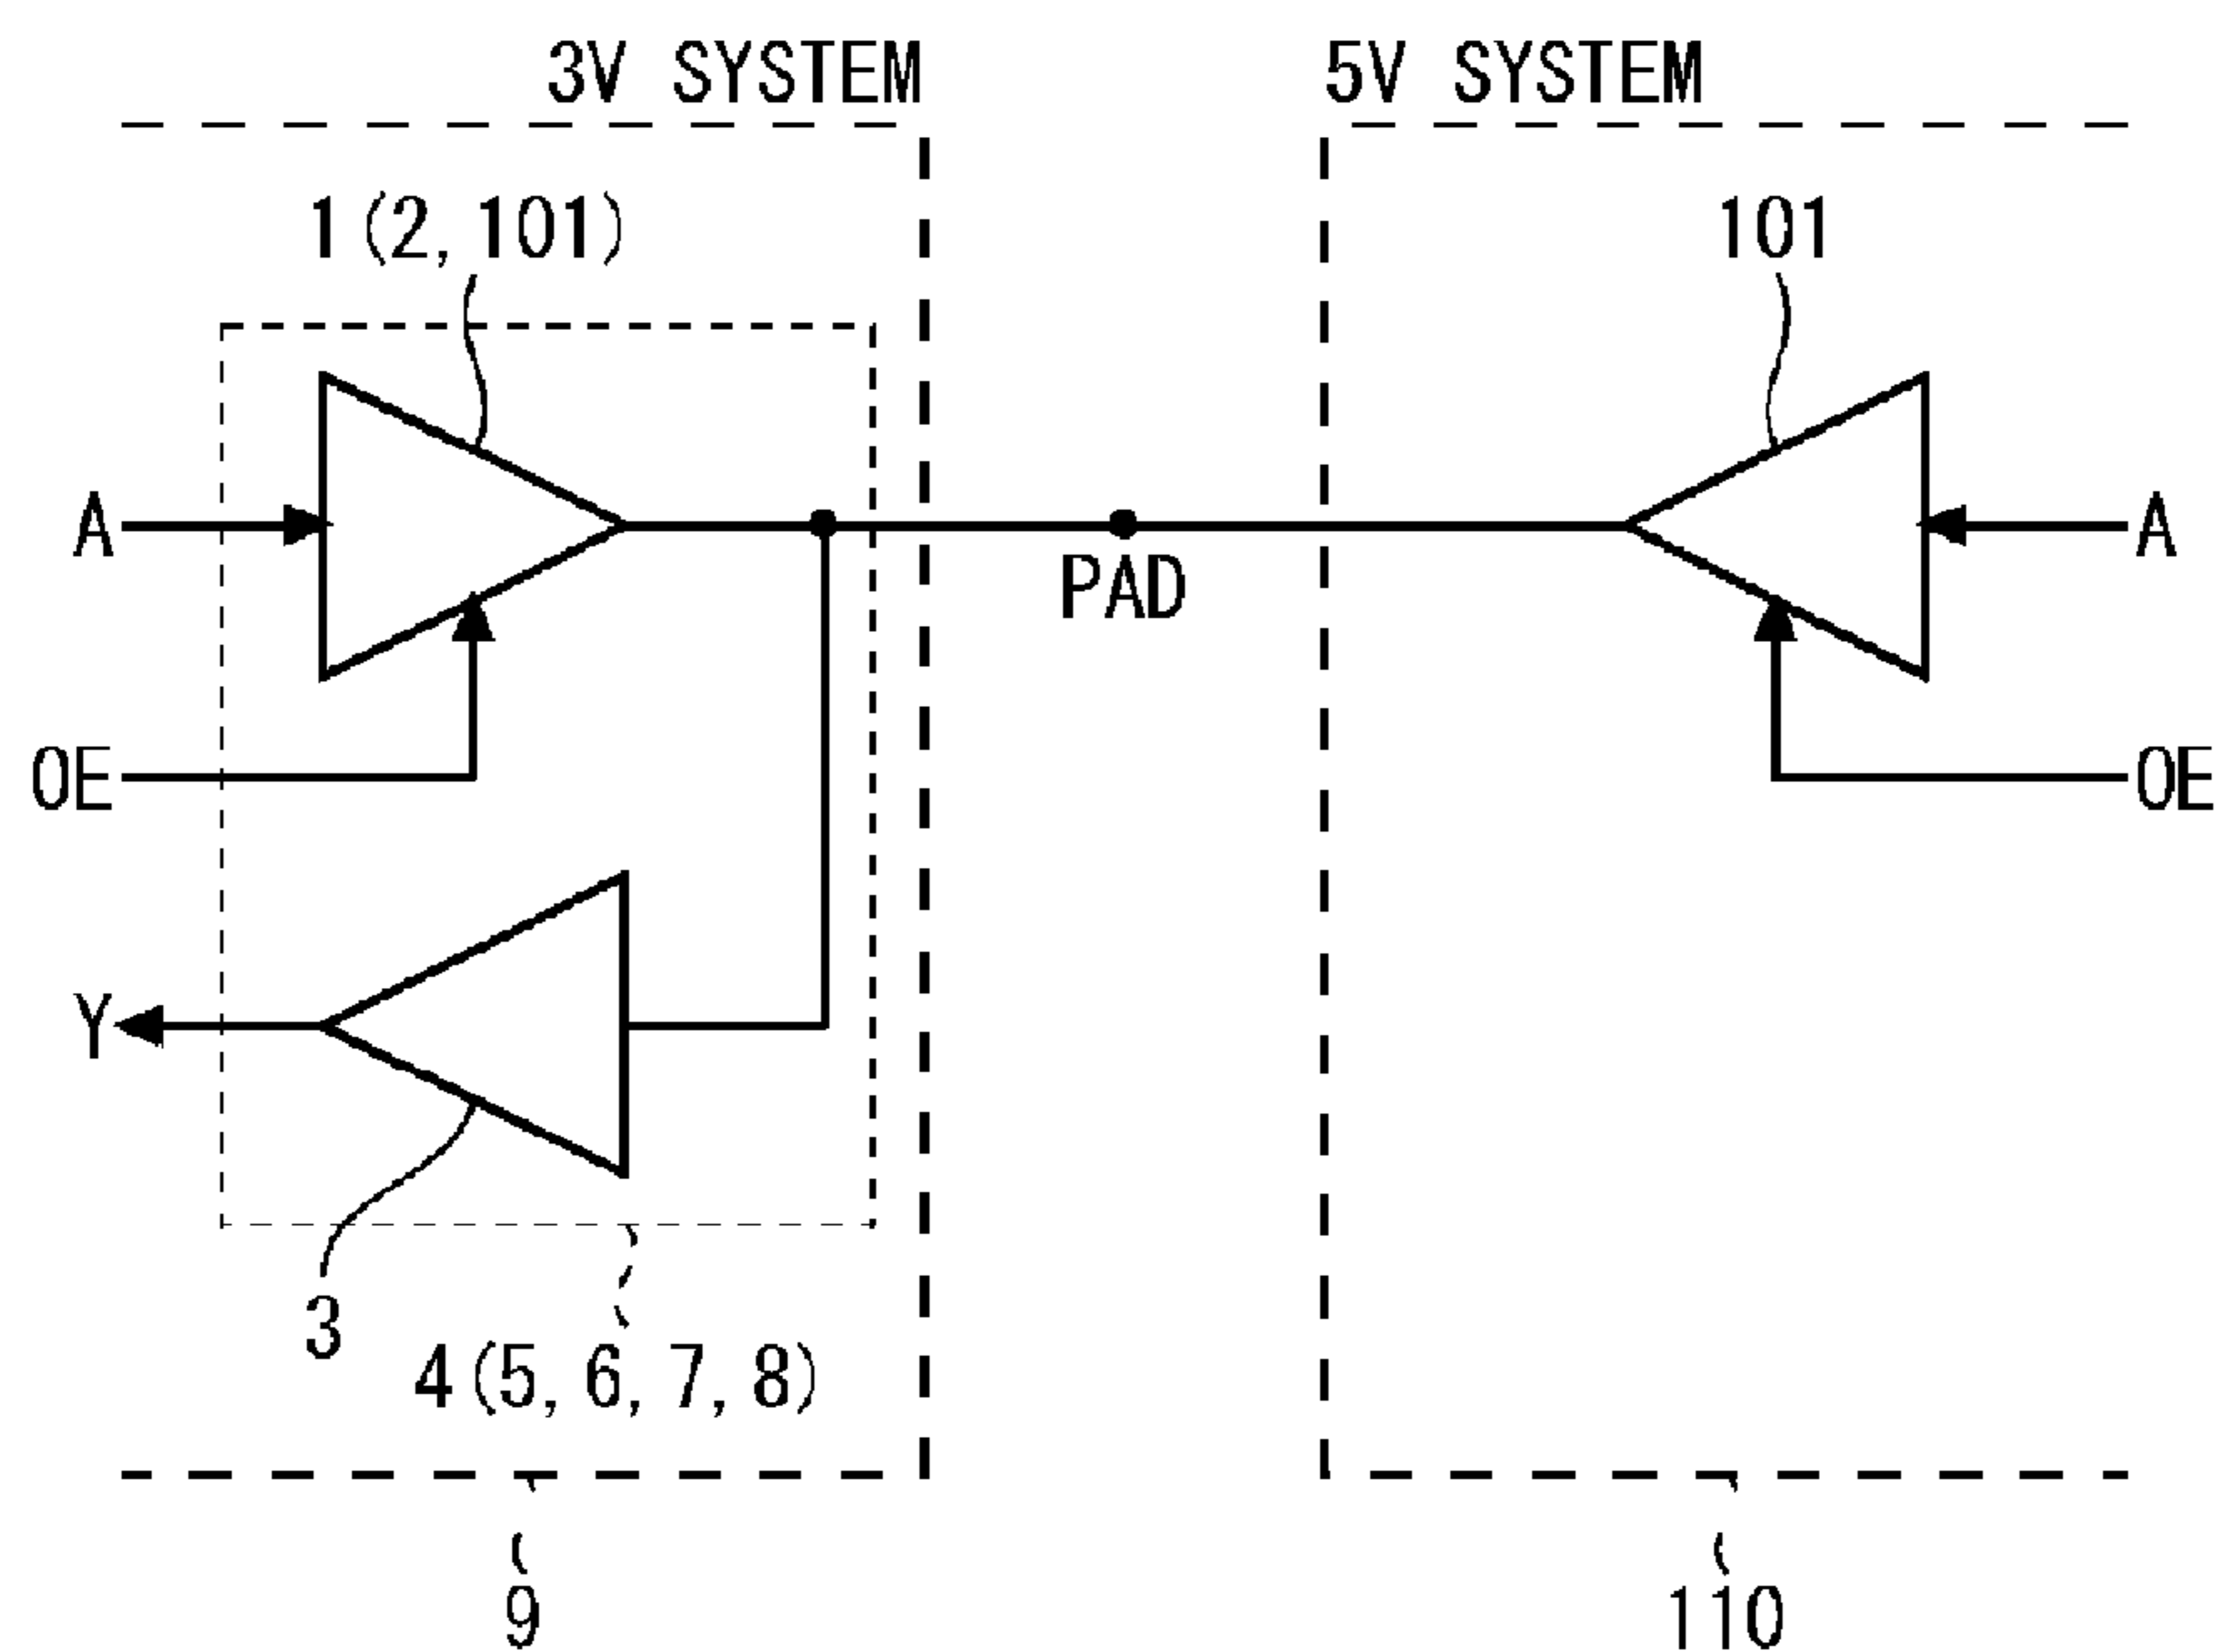 3V SYSTEM
5V SYSTEM
1(2, 101)
101
A
PAD
A
OE
OE
Y
3
4(5, 6, 7, 8)
9
110